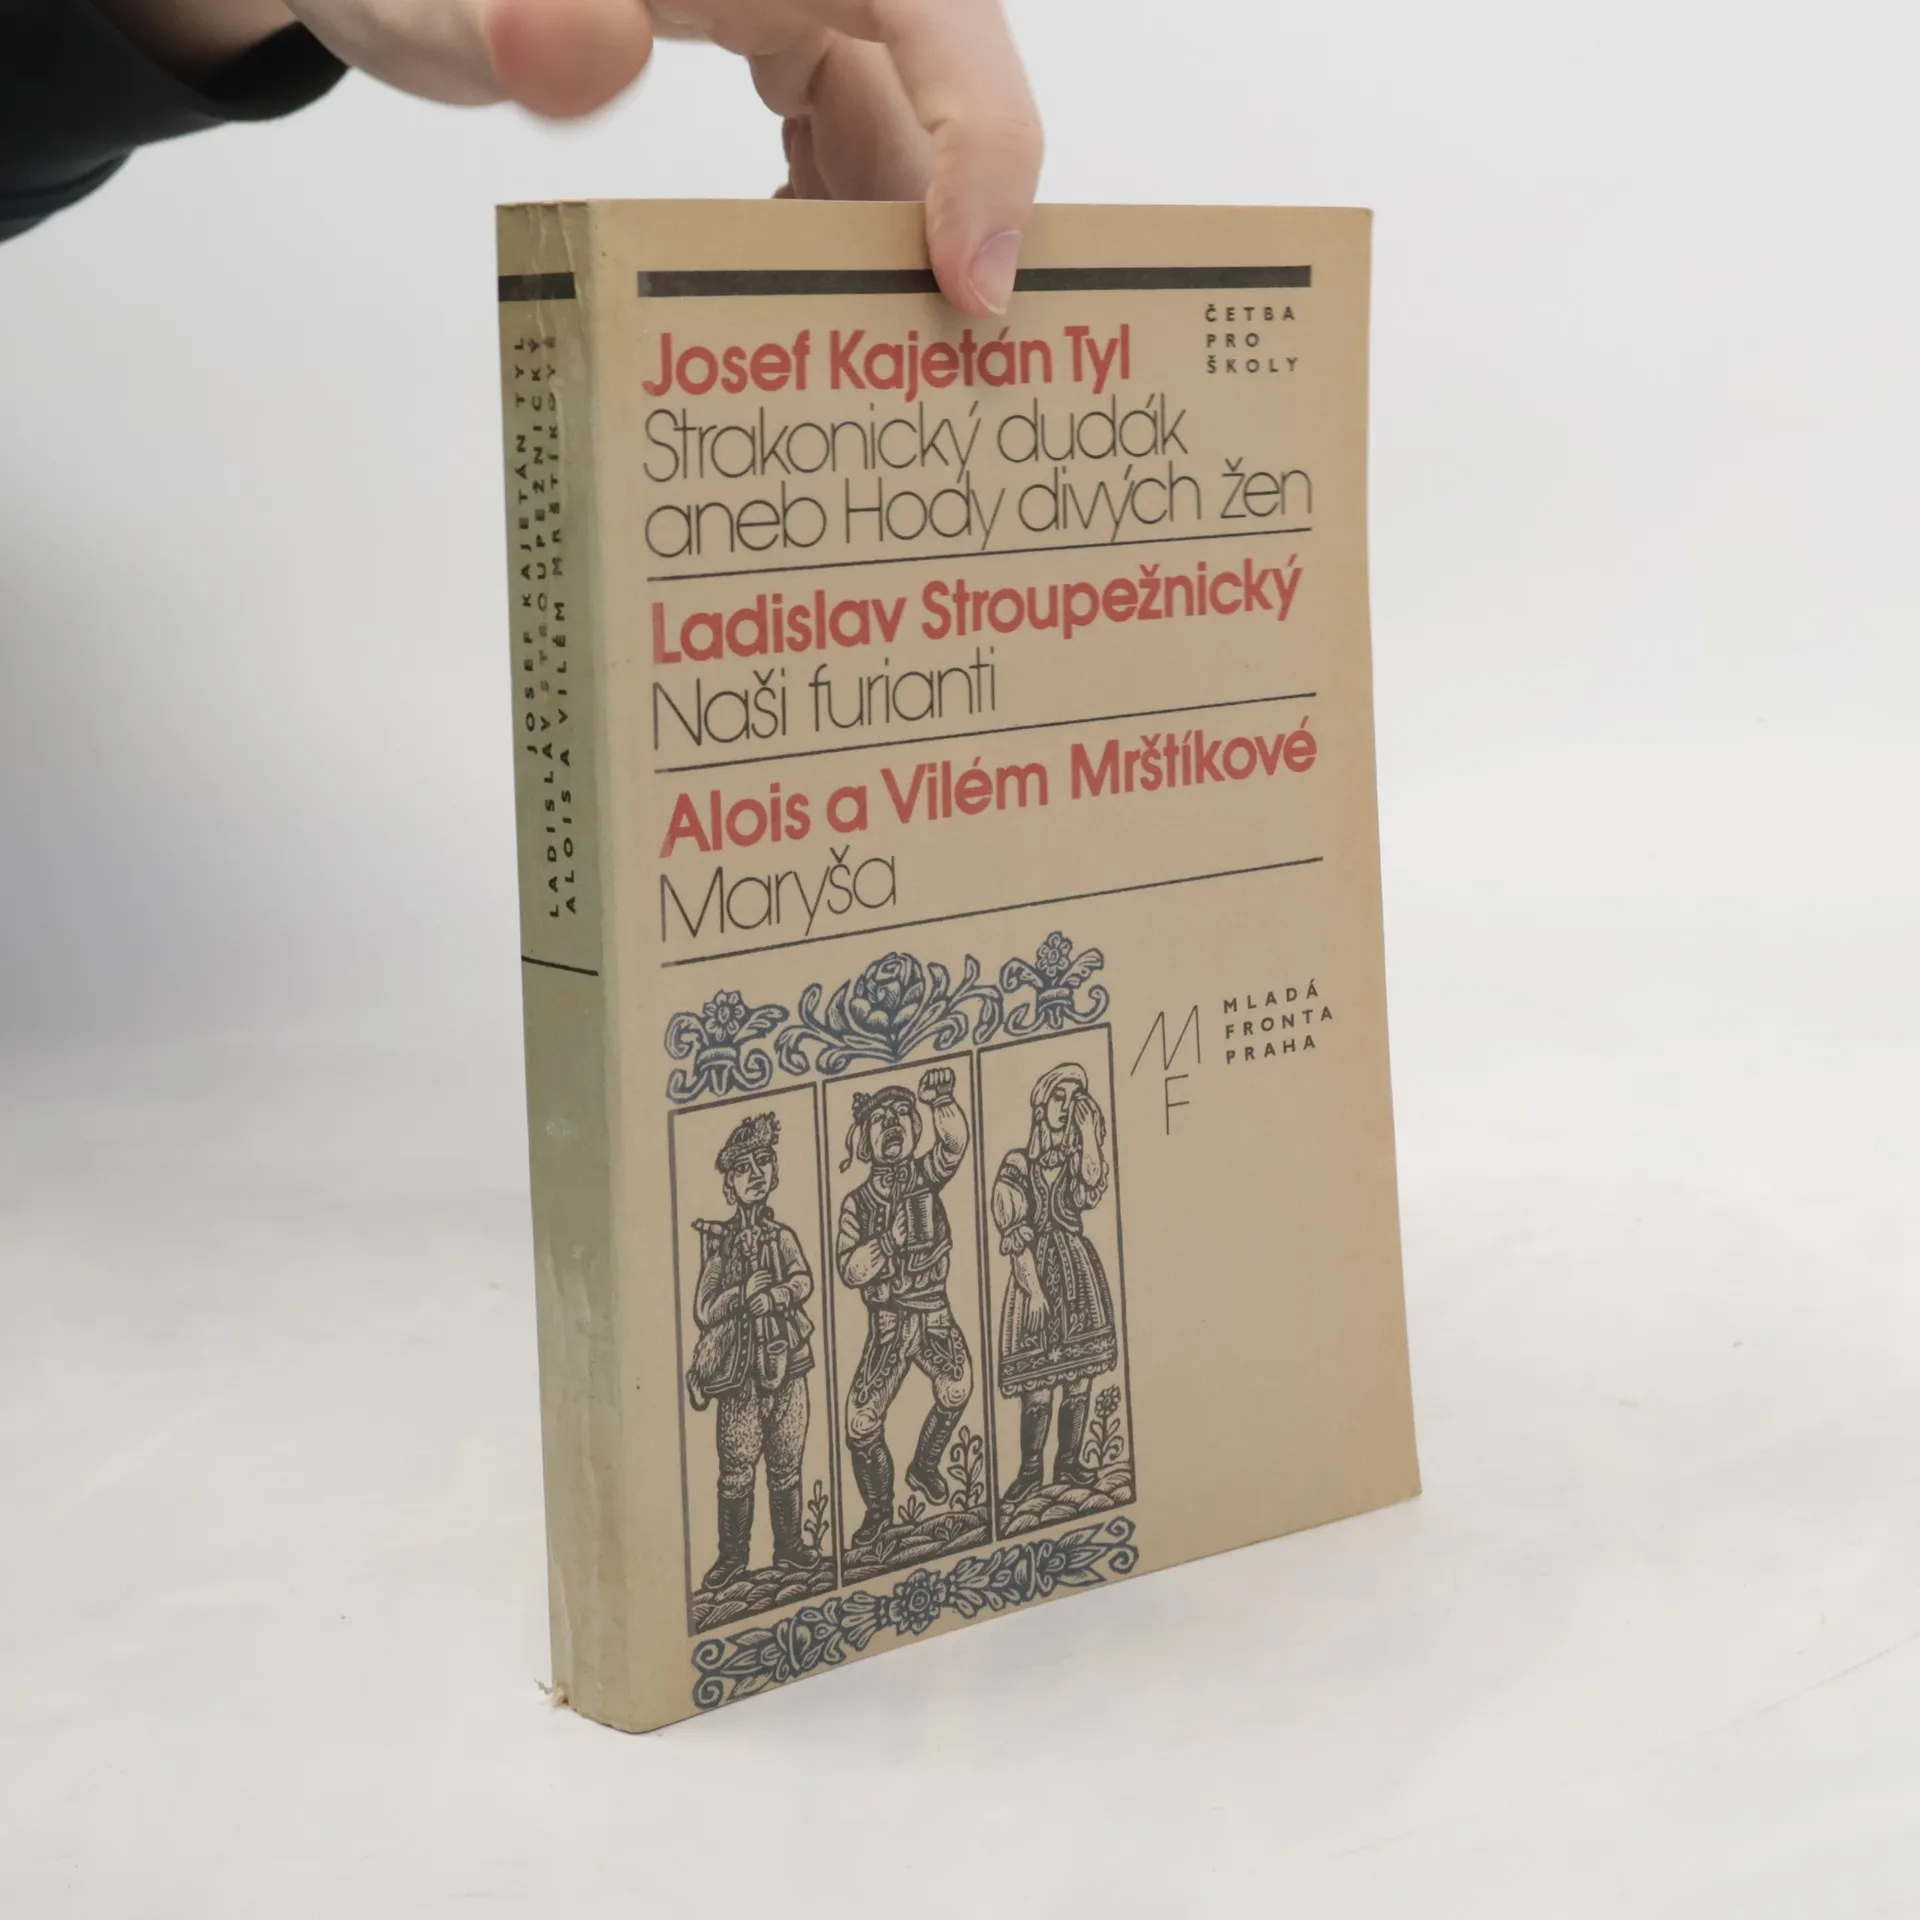 JOSEF KAJETÁN TYL
LADISLAV STROUPEŽNICKÝ
ALOIS A VILÉM MRŠTÍKOVÉ
ČETBA
PRO
ŠKOLY
Josef Kajetán Tyl
Strakonický dudák
aneb Hody divých žen
Ladislav Stroupežnický
Naši furianti
Alois a Vilém Mrštíkové
Maryša
MF
MLADÁ
FRONTA
PRAHA